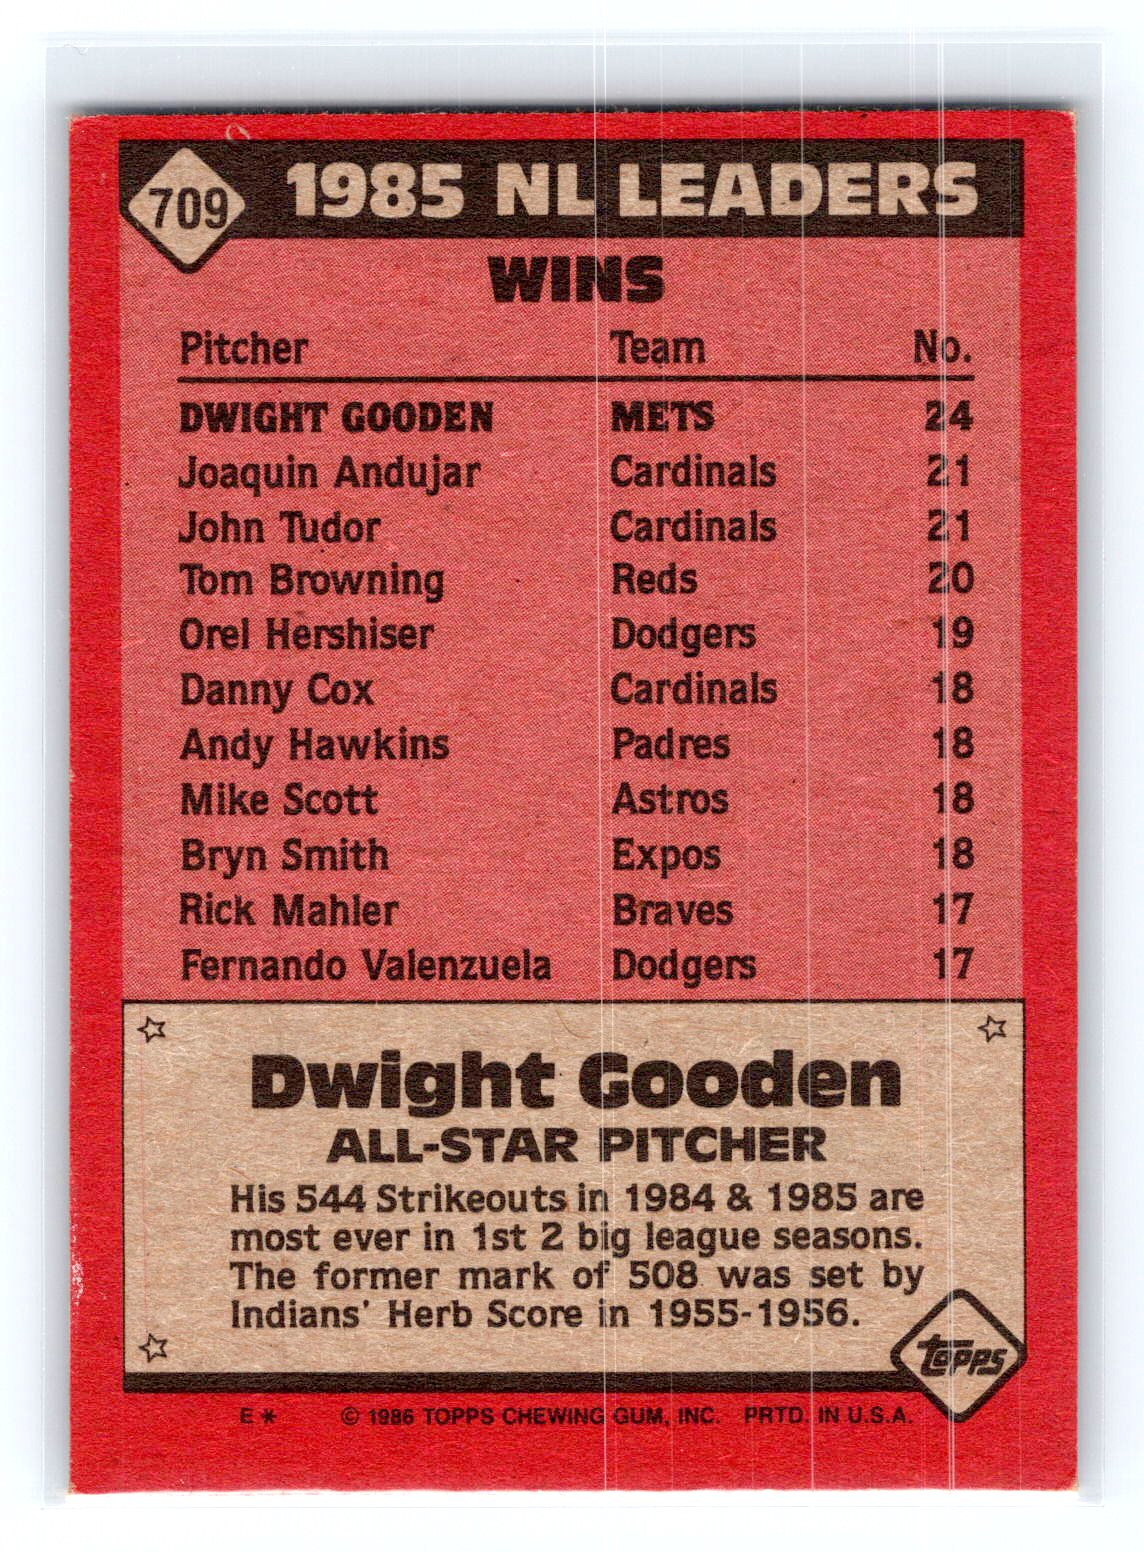 709 1985 NL LEADERS
WINS
Pitcher Team No.
DWIGHT GOODEN METS 24
Joaquin Andujar Cardinals 21
John Tudor Cardinals 21
Tom Browning Reds 20
Orel Hershiser Dodgers 19
Danny Cox Cardinals 18
Andy Hawkins Padres 18
Mike Scott Astros 18
Bryn Smith Expos 18
Rick Mahler Braves 17
Fernando Valenzuela Dodgers 17
Dwight Gooden
ALL-STAR PITCHER
His 544 Strikeouts in 1984 & 1985 are
most ever in 1st 2 big league seasons.
The former mark of 508 was set by
Indians' Herb Score in 1955-1956.
topps
E * © 1986 TOPPS CHEWING GUM, INC. PRTD. IN U.S.A.